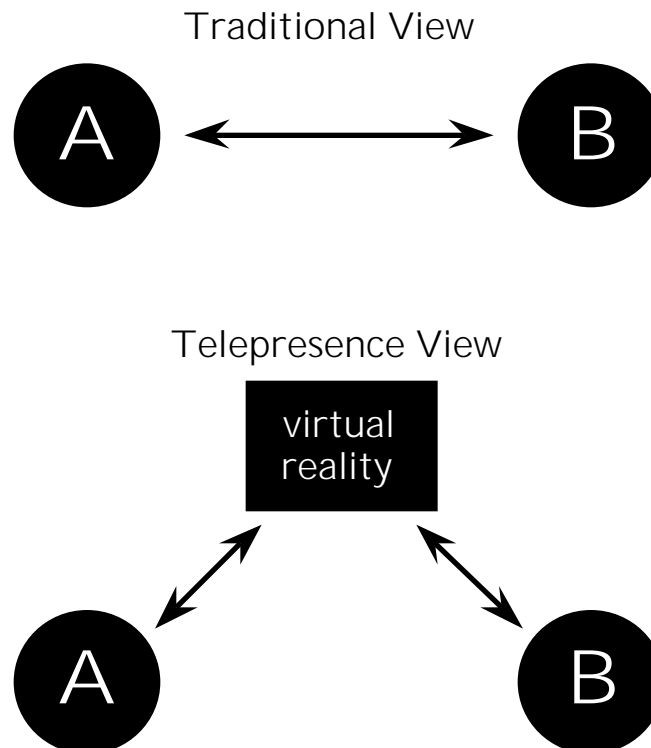 Traditional View
A
B
Telepresence View
virtual
reality
A
B